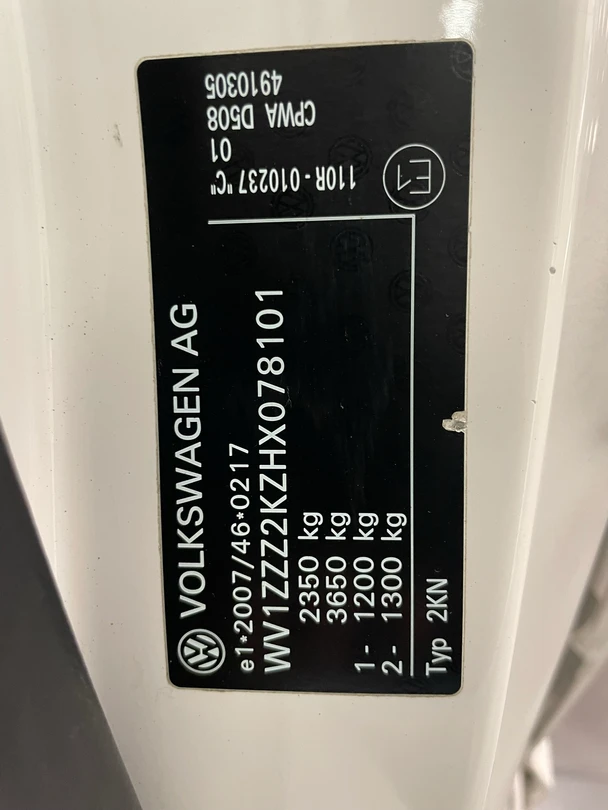 VOLKSWAGEN AG
e1*2007/46*0217
WV1ZZZ2KZHX078101
2350 kg
3650 kg
1- 1200 kg
2- 1300 kg
Typ 2KN
110R-010237 "C"
01
CPWA D508
4910305
E1